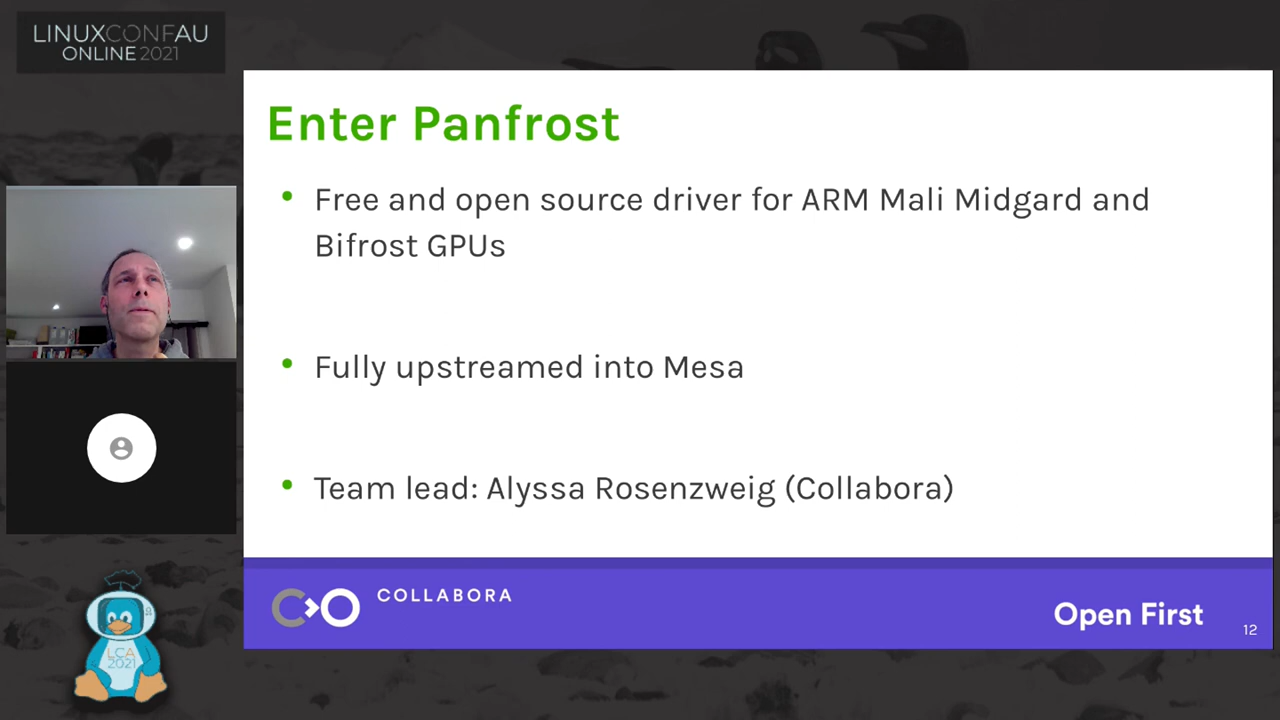 LINUXCONFAU
ONLINE 2021
Enter Panfrost
Free and open source driver for ARM Mali Midgard and
Bifrost GPUs
Fully upstreamed into Mesa
Team lead: Alyssa Rosenzweig (Collabora)
COLLABORA
Open First
12
LCA
2021